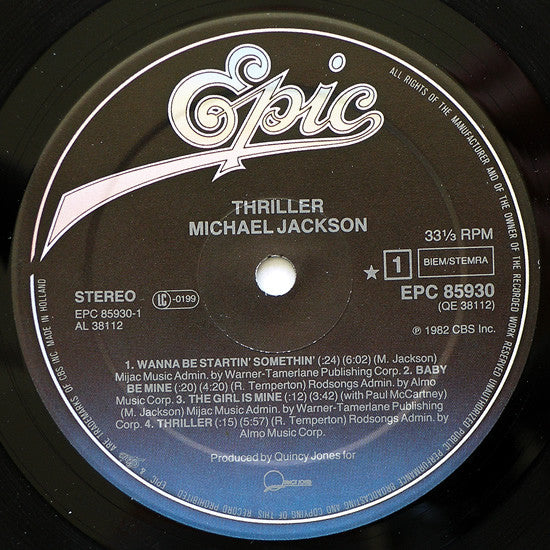 Epic
THRILLER
MICHAEL JACKSON
33⅓ RPM
★ 1 BIEM/STEMRA
STEREO LC-0199 EPC 85930
EPC 85930-1 (QE 38112)
AL 38112 ℗ 1982 CBS Inc.
1. WANNA BE STARTIN' SOMETHIN' (:24) (6:02) (M. Jackson)
Mijac Music Admin. by Warner-Tamerlane Publishing Corp. 2. BABY
BE MINE (:20) (4:20) (R. Temperton) Rodsongs Admin. by Almo
Music Corp. 3. THE GIRL IS MINE (:12) (3:42) (with Paul McCartney)
(M. Jackson) Mijac Music Admin. by Warner-Tamerlane Publishing
Corp. 4. THRILLER (:15) (5:57) (R. Temperton) Rodsongs Admin. by
Almo Music Corp.
Produced by Quincy Jones for
ALL RIGHTS OF THE MANUFACTURER AND OF THE OWNER OF THE RECORDED WORK RESERVED. UNAUTHORIZED PUBLIC PERFORMANCE BROADCASTING AND COPYING OF THIS RECORD PROHIBITED.
EPIC & ARE TRADEMARKS OF CBS INC. MADE IN HOLLAND